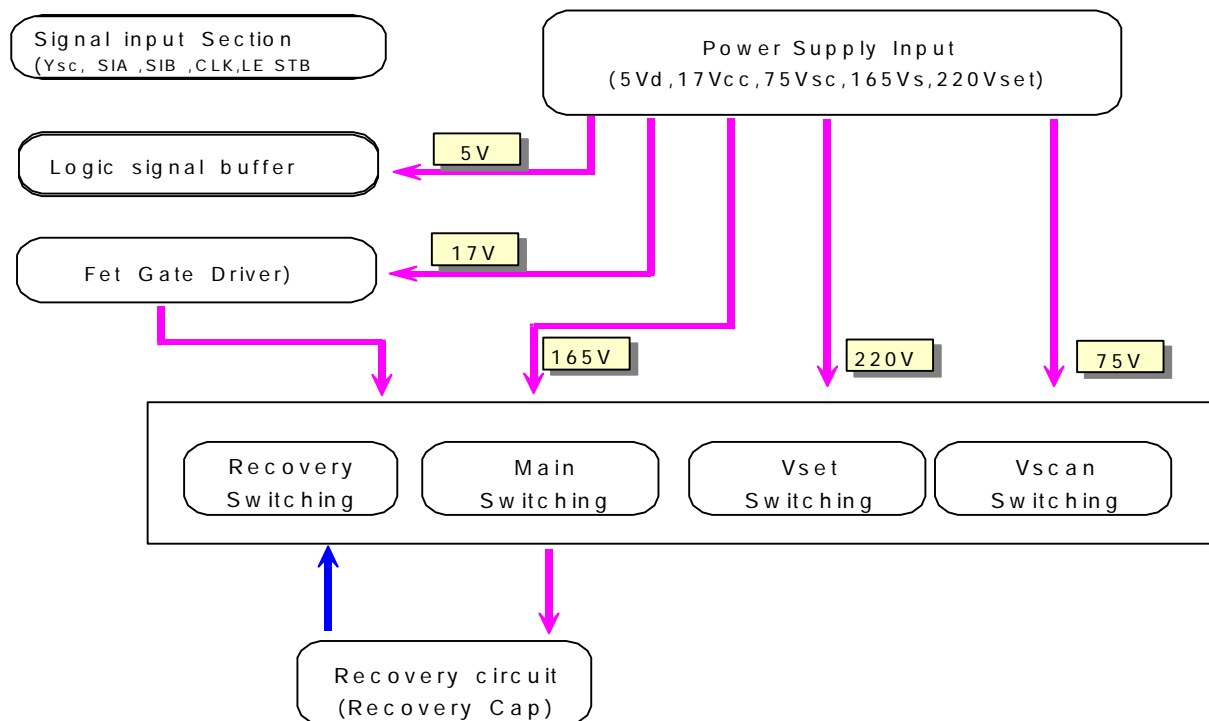 Signal input Section
(Ysc, SIA ,SIB ,CLK,LE STB
Power Supply Input
(5Vd,17Vcc,75Vsc,165Vs,220Vset)
5V
Logic signal buffer
17V
Fet Gate Driver)
165V
220V
75V
Recovery
Switching
Main
Switching
Vset
Switching
Vscan
Switching
Recovery circuit
(Recovery Cap)